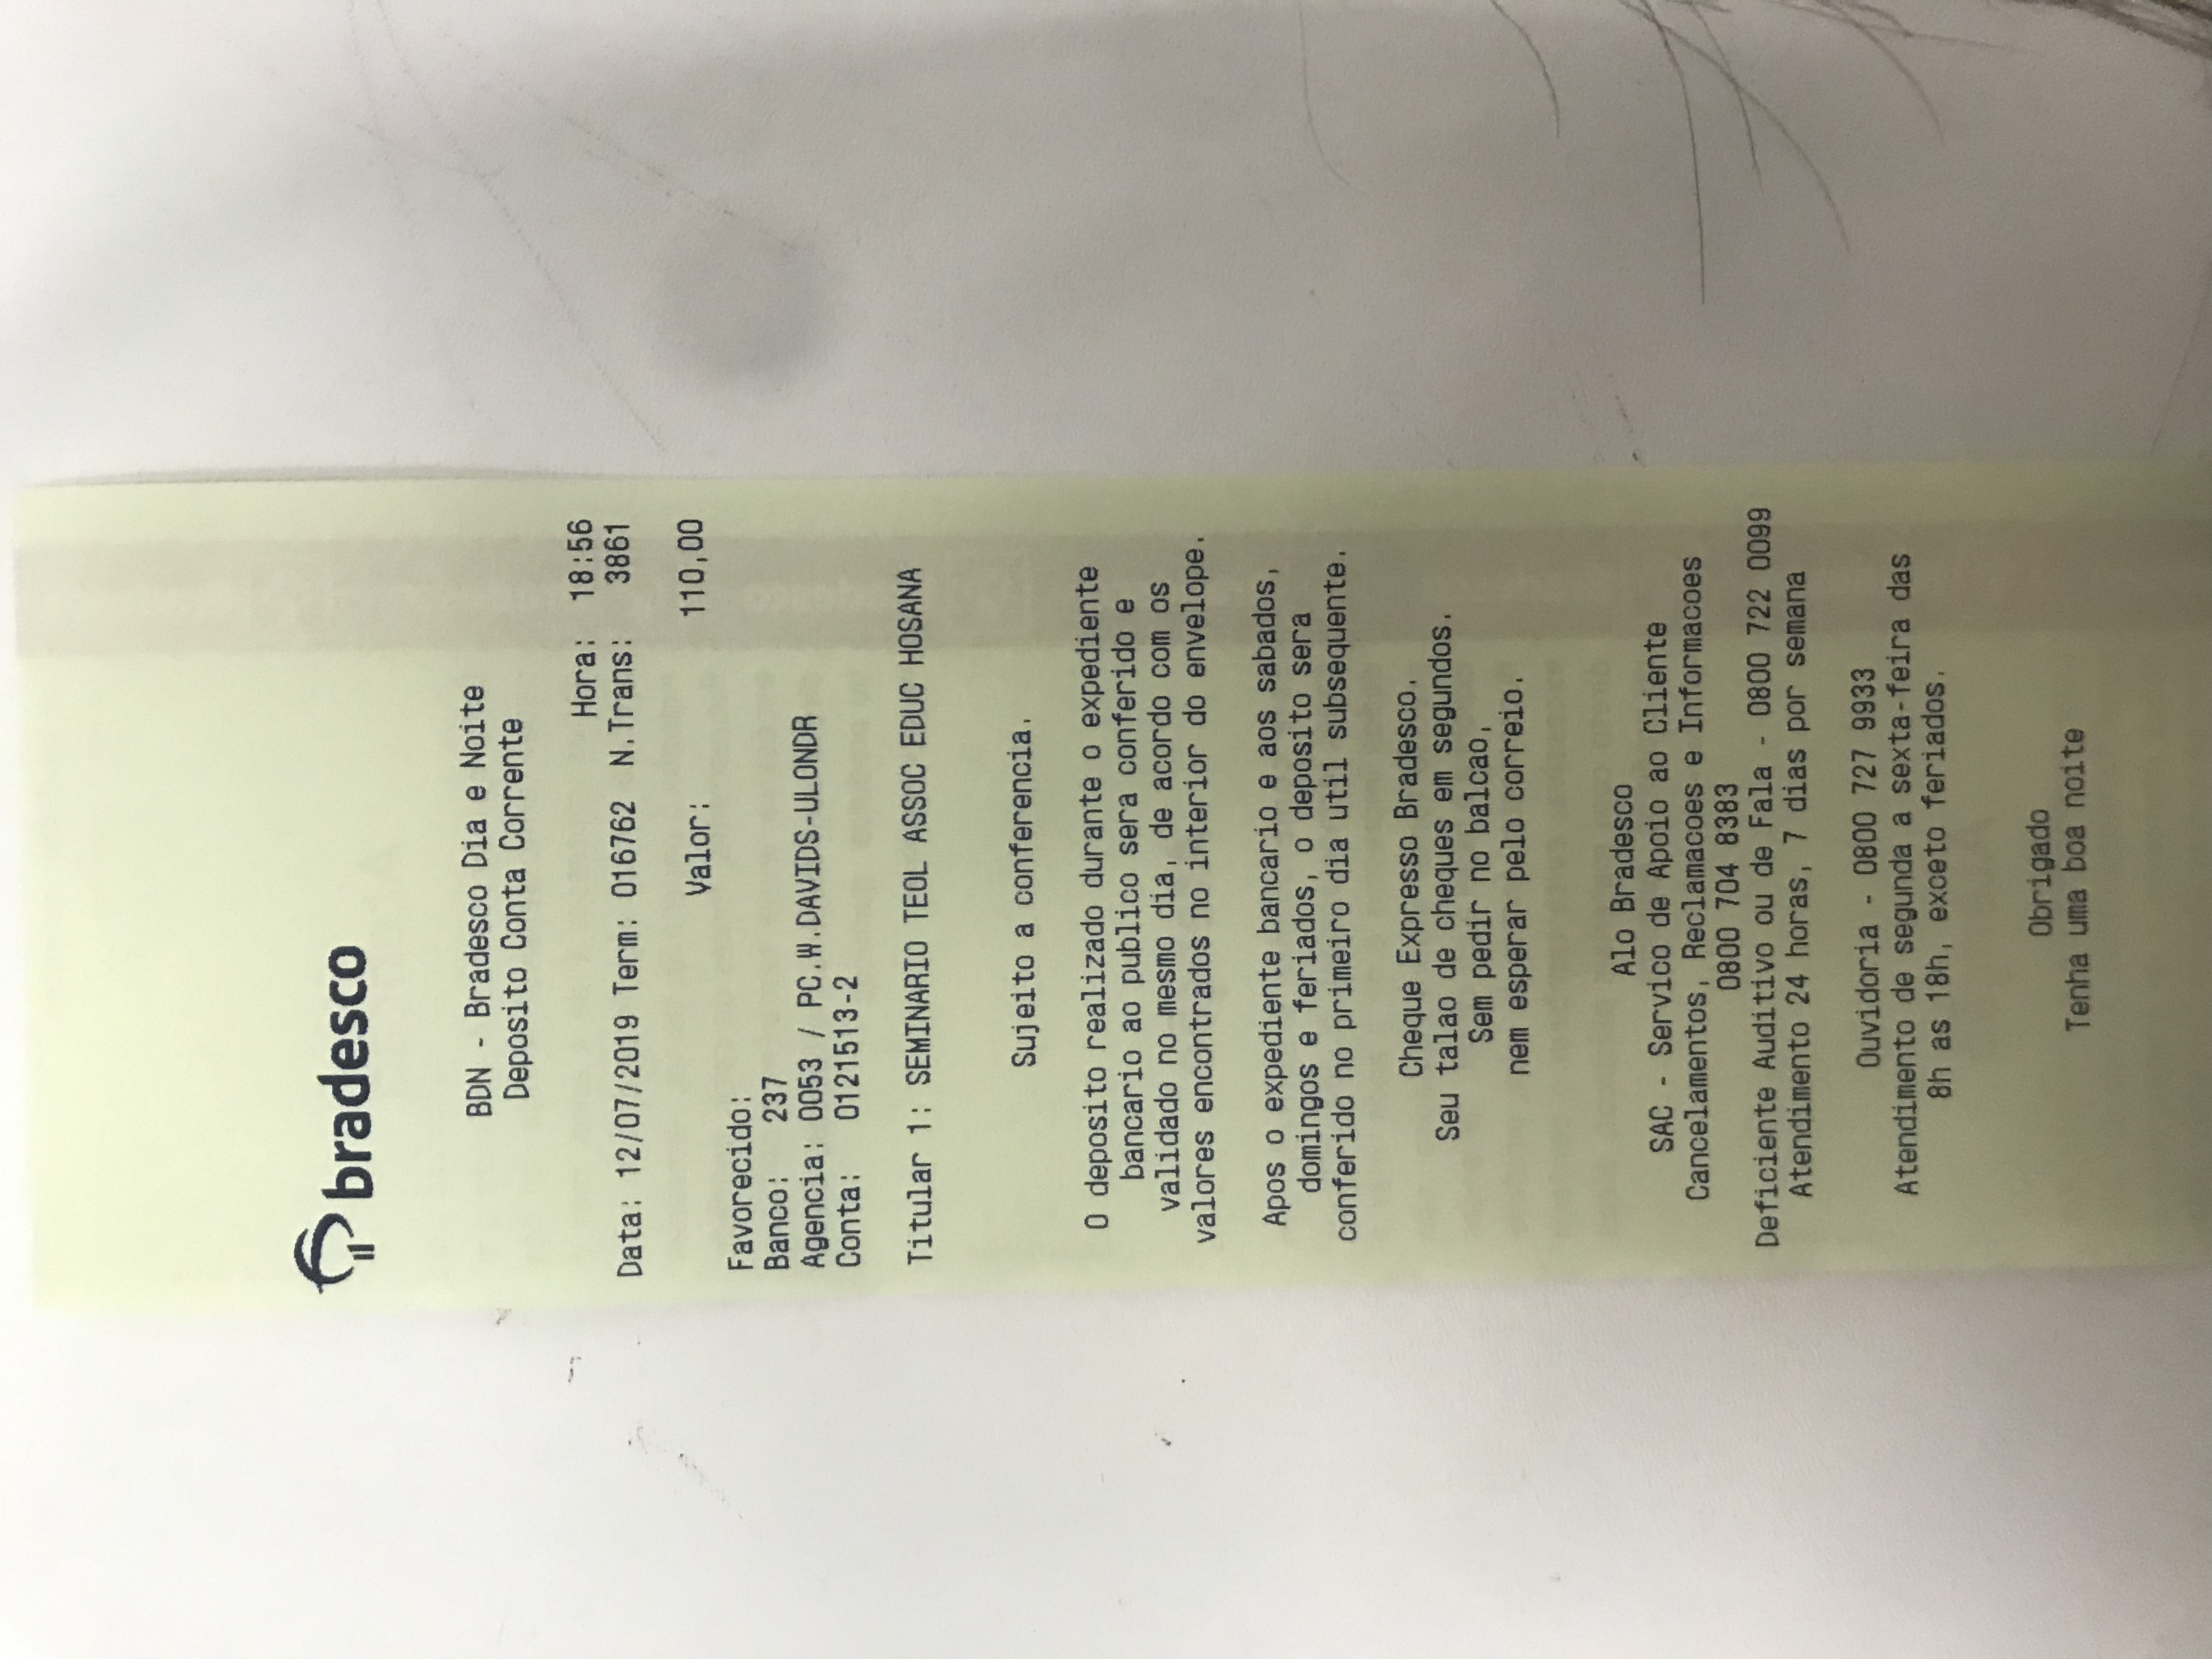 bradesco
BDN - Bradesco Dia e Noite
Deposito Conta Corrente
Hora: 18:56
Data: 12/07/2019 Term: 016762 N.Trans: 3861
Valor: 110,00
Favorecido:
Banco: 237
Agencia: 0053 / PC.W.DAVIDS-ULONDR
Conta: 0121513-2
Titular 1: SEMINARIO TEOL ASSOC EDUC HOSANA
Sujeito a conferencia.
O deposito realizado durante o expediente
bancario ao publico sera conferido e
validado no mesmo dia, de acordo com os
valores encontrados no interior do envelope.
Apos o expediente bancario e aos sabados,
domingos e feriados, o deposito sera
conferido no primeiro dia util subsequente.
Cheque Expresso Bradesco.
Seu talao de cheques em segundos.
Sem pedir no balcao,
nem esperar pelo correio.
Alo Bradesco
SAC - Servico de Apoio ao Cliente
Cancelamentos, Reclamacoes e Informacoes
0800 704 8383
Deficiente Auditivo ou de Fala - 0800 722 0099
Atendimento 24 horas, 7 dias por semana
Ouvidoria - 0800 727 9933
Atendimento de segunda a sexta-feira das
8h as 18h, exceto feriados.
Obrigado
Tenha uma boa noite